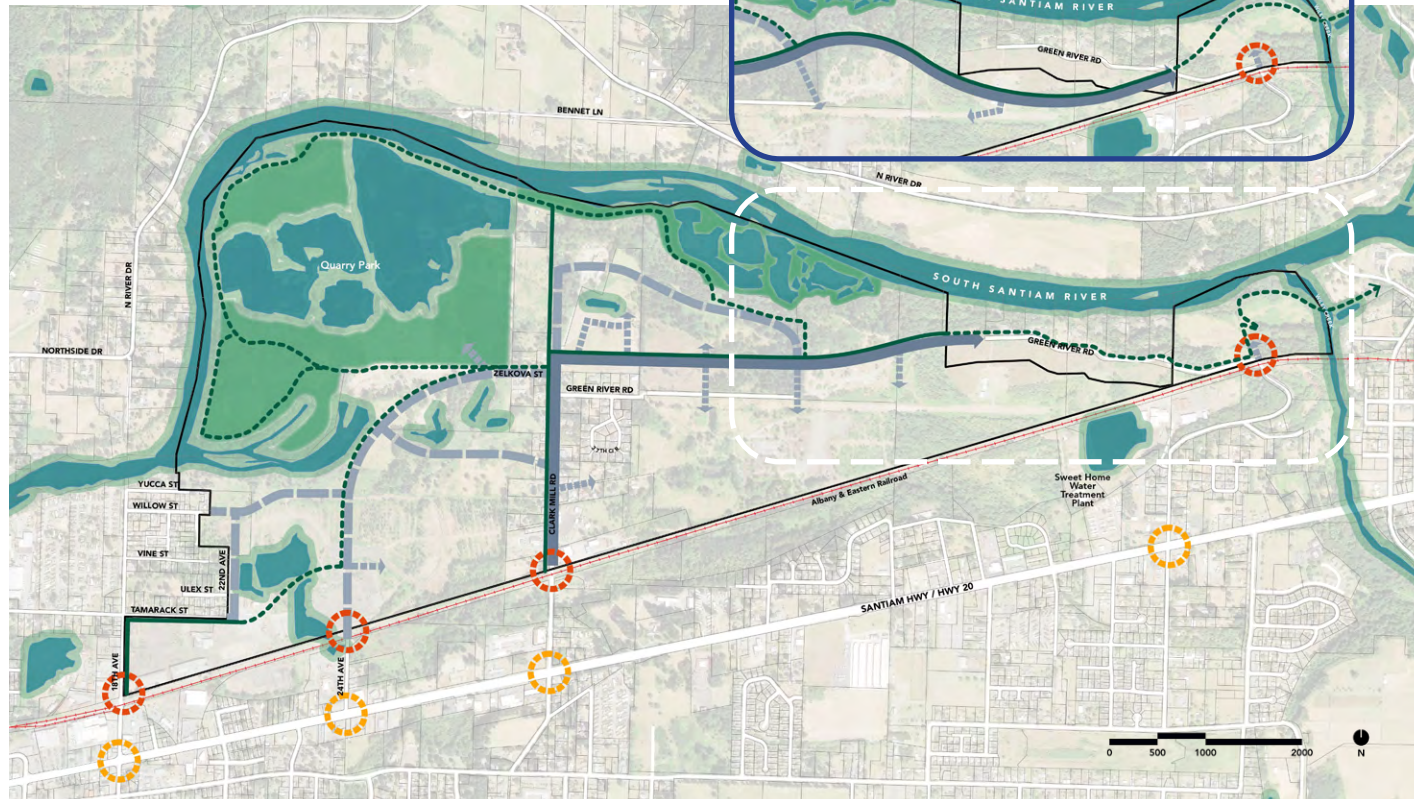 SANTIAM RIVER
GREEN RIVER RD
BENNET LN
N RIVER DR
Quarry Park
N RIVER DR
SOUTH SANTIAM RIVER
NORTHSIDE DR
GREEN RIVER RD
ZELKOVA ST
GREEN RIVER RD
YUCCA ST
WILLOW ST
CLARK MILL RD
Albany & Eastern Railroad
Sweet Home
Water
Treatment
Plant
VINE ST
22ND AVE
ULEX ST
TAMARACK ST
SANTIAM HWY / HWY 20
18TH AVE
24TH AVE
0 500 1000 2000
N